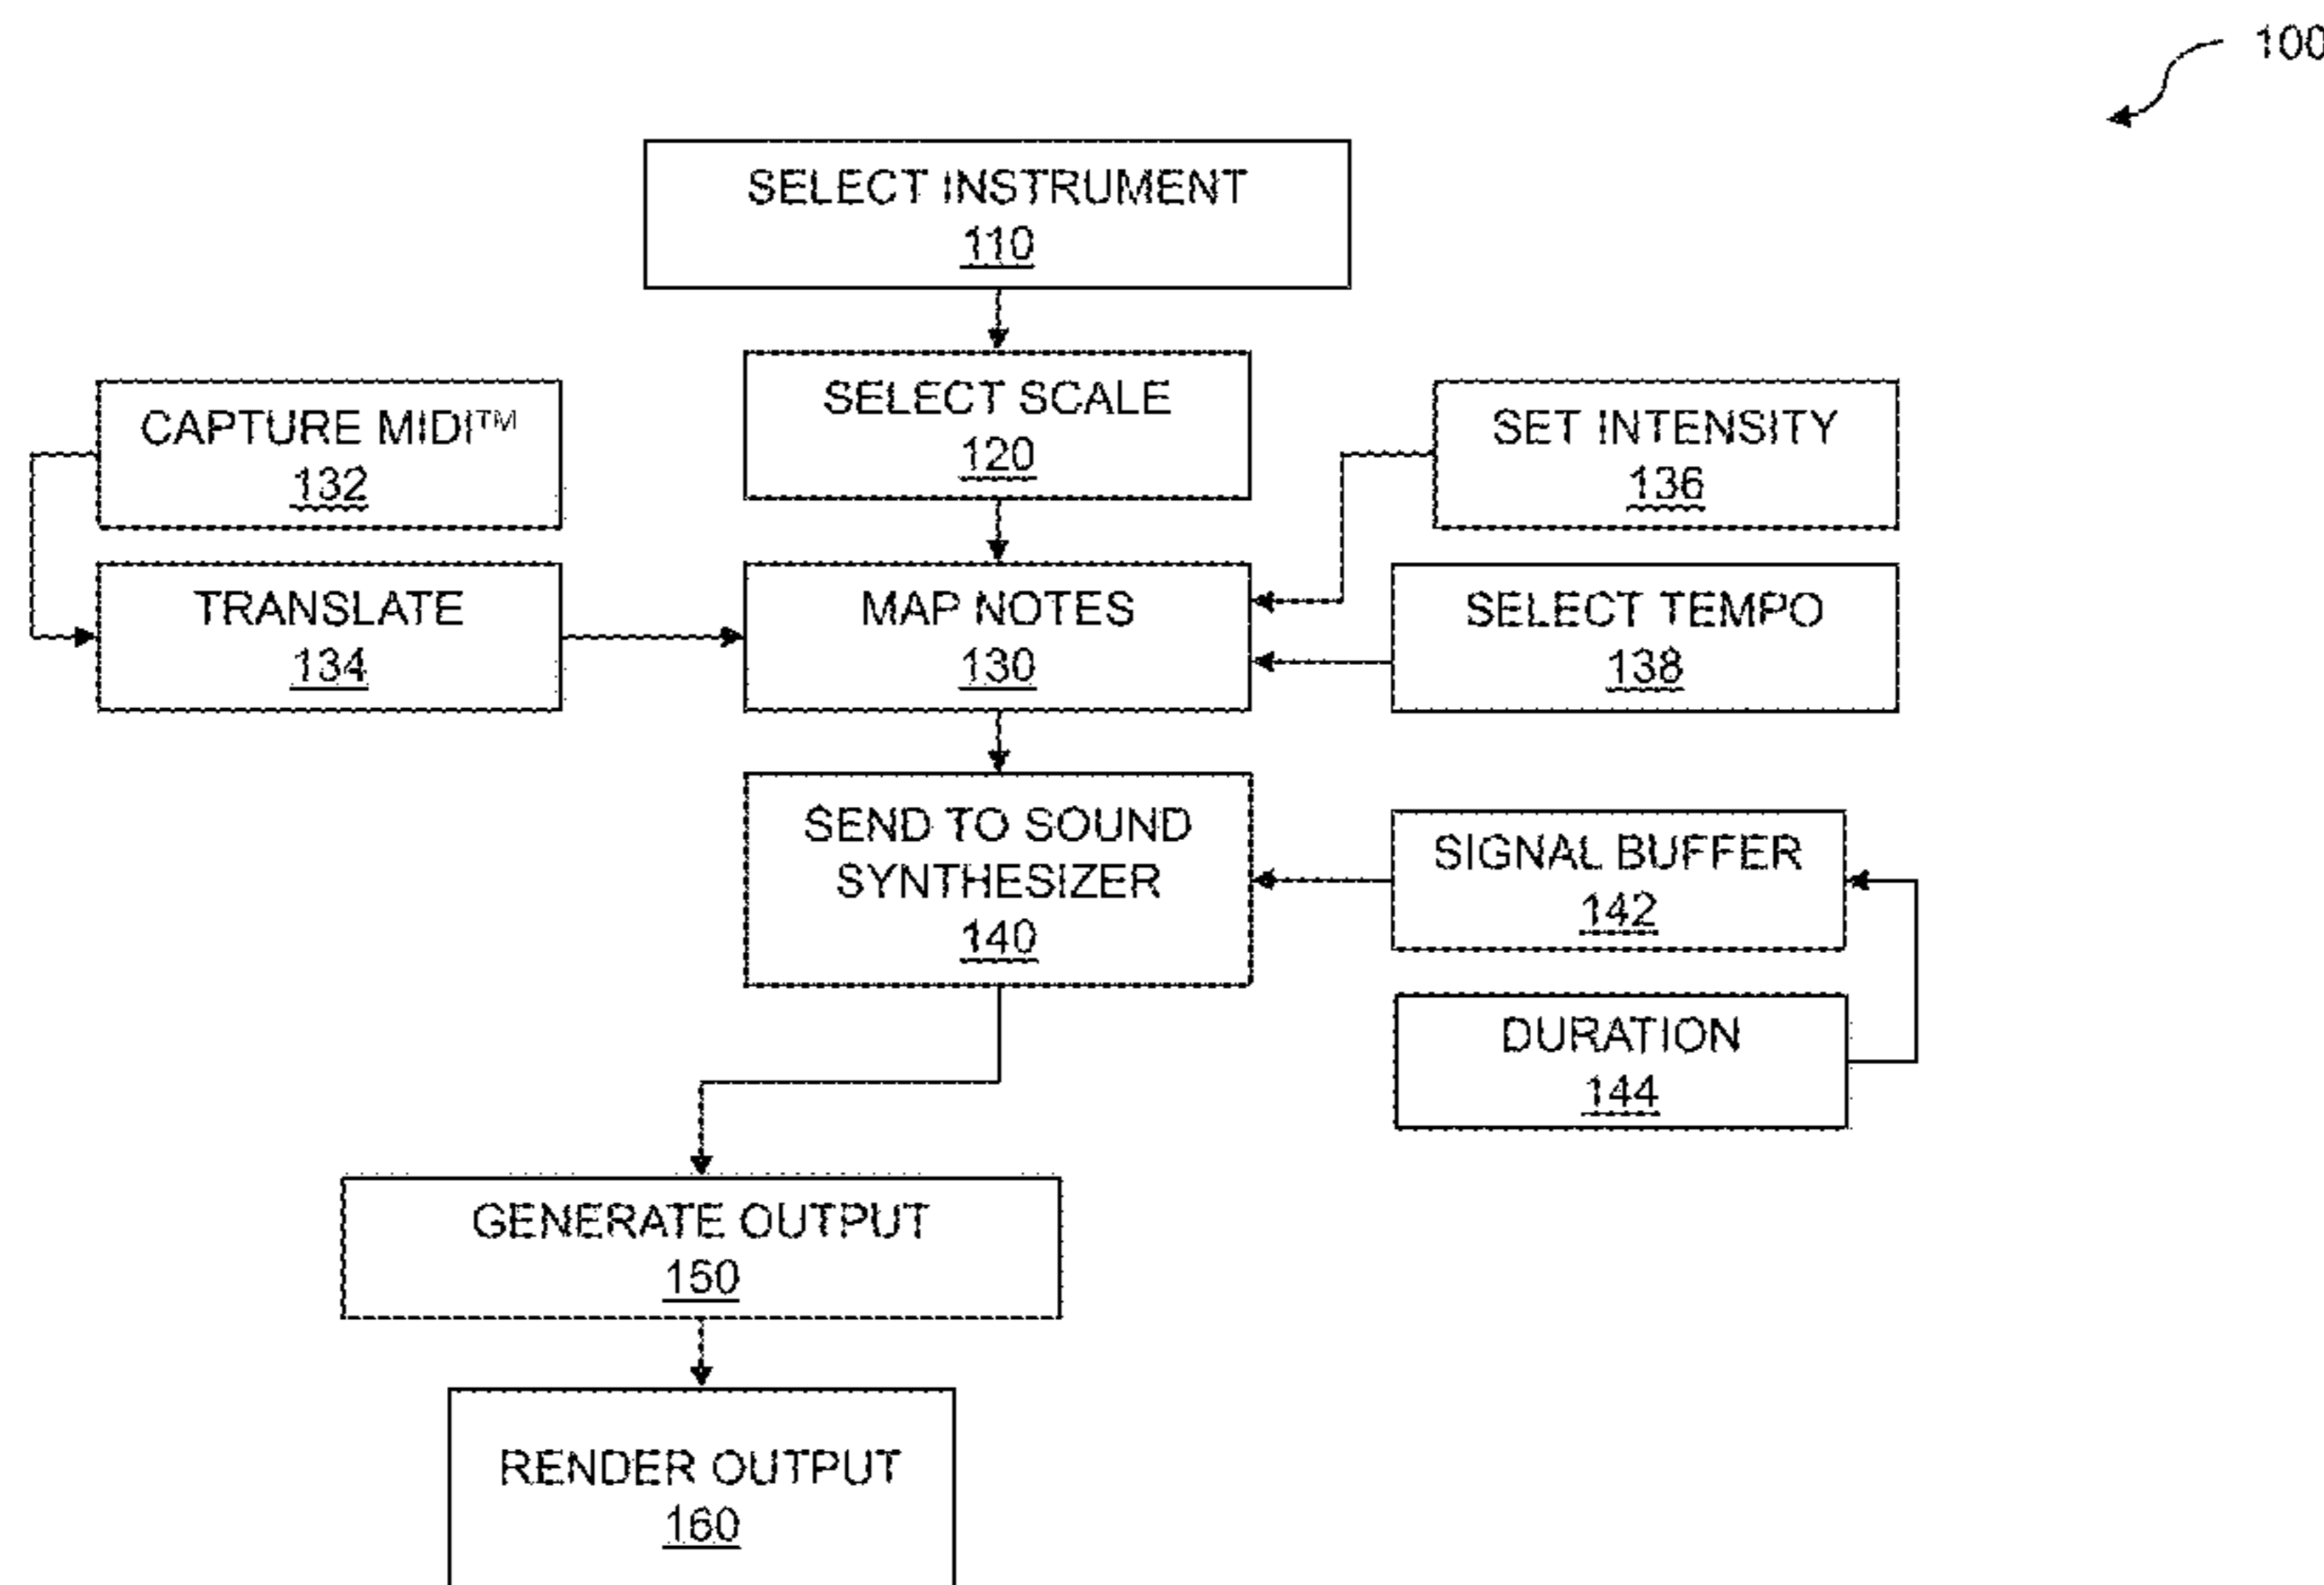 100
SELECT INSTRUMENT
110
SELECT SCALE
120
CAPTURE MIDI™
132
SET INTENSITY
136
TRANSLATE
134
MAP NOTES
130
SELECT TEMPO
138
SEND TO SOUND
SYNTHESIZER
140
SIGNAL BUFFER
142
DURATION
144
GENERATE OUTPUT
150
RENDER OUTPUT
160